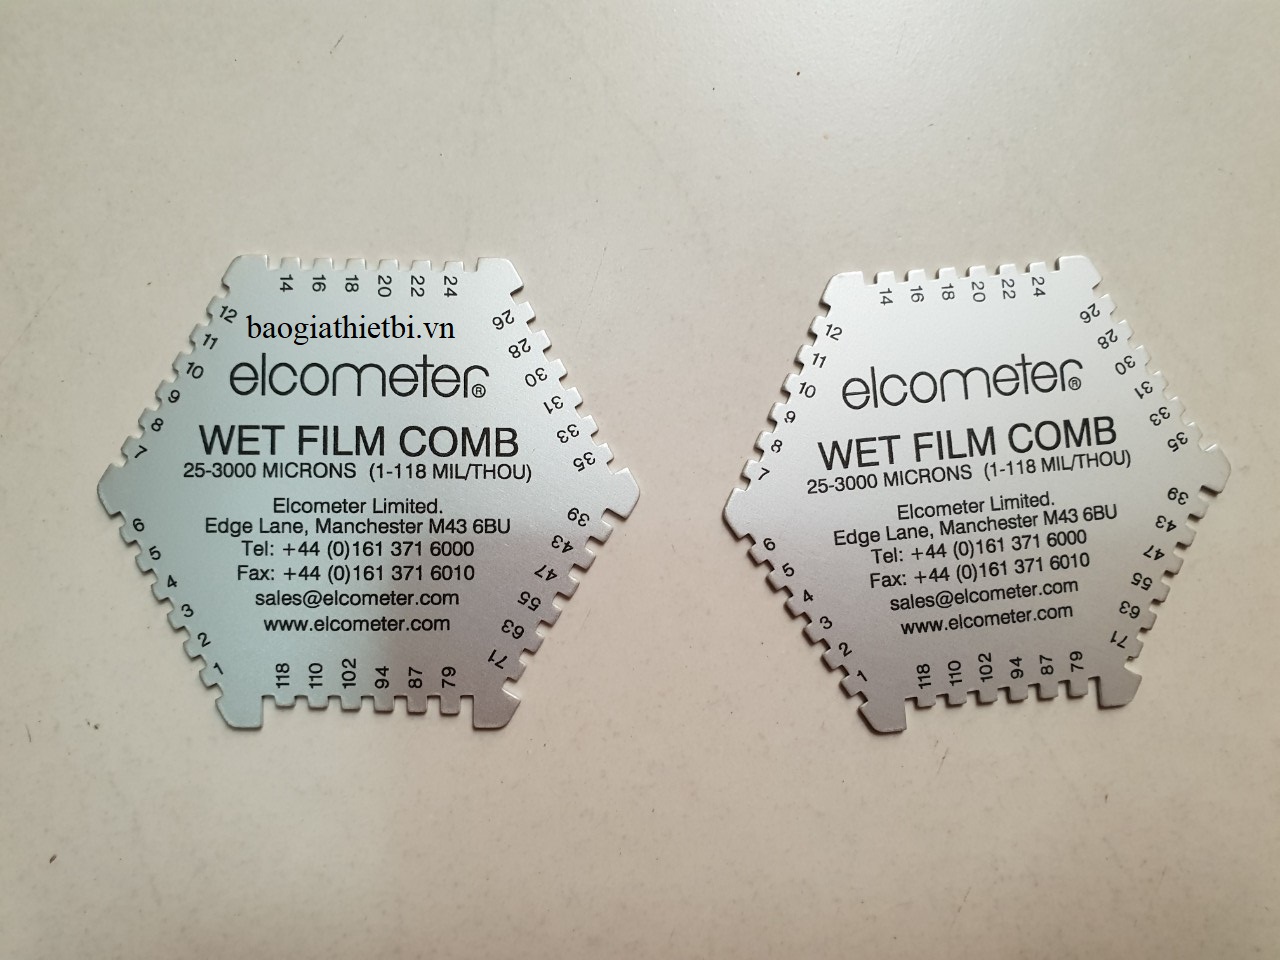 14 16 18 20 22 24
12
11
10
9
8
7
baogiathietbi.vn
26
28
30
31
33
35
elcometer®
WET FILM COMB
25-3000 MICRONS (1-118 MIL/THOU)
Elcometer Limited.
Edge Lane, Manchester M43 6BU
Tel: +44 (0)161 371 6000
Fax: +44 (0)161 371 6010
sales@elcometer.com
www.elcometer.com
6
5
4
3
2
1
39
43
47
55
63
71
118 110 102 94 87 79
14 16 18 20 22 24
12
11
10
9
8
7
26
28
30
31
33
35
elcometer®
WET FILM COMB
25-3000 MICRONS (1-118 MIL/THOU)
Elcometer Limited.
Edge Lane, Manchester M43 6BU
Tel: +44 (0)161 371 6000
Fax: +44 (0)161 371 6010
sales@elcometer.com
www.elcometer.com
6
5
4
3
2
1
39
43
47
55
63
71
118 110 102 94 87 79